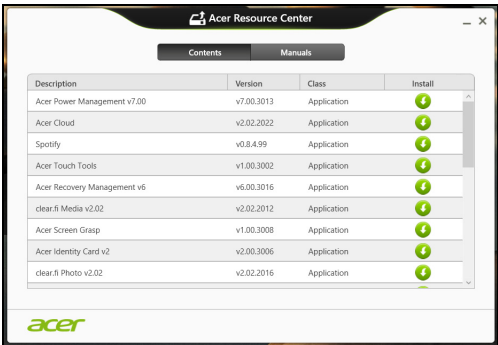 Acer Resource Center
Contents Manuals
Description Version Class Install
Acer Power Management v7.00 v7.00.3013 Application
Acer Cloud v2.02.2022 Application
Spotify v0.8.4.99 Application
Acer Touch Tools v1.00.3002 Application
Acer Recovery Management v6 v6.00.3016 Application
clear.fi Media v2.02 v2.02.2012 Application
Acer Screen Grasp v1.00.3008 Application
Acer Identity Card v2 v2.00.3006 Application
clear.fi Photo v2.02 v2.02.2016 Application
acer